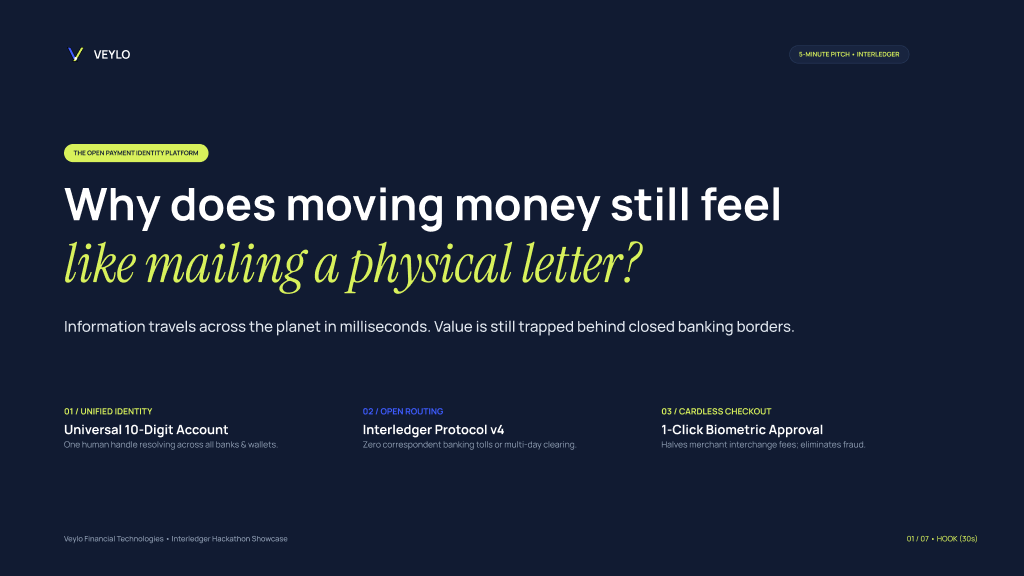 VEYLO
5-MINUTE PITCH • INTERLEDGER
THE OPEN PAYMENT IDENTITY PLATFORM
Why does moving money still feel
like mailing a physical letter?
Information travels across the planet in milliseconds. Value is still trapped behind closed banking borders.
01 / UNIFIED IDENTITY
Universal 10-Digit Account
One human handle resolving across all banks & wallets.
02 / OPEN ROUTING
Interledger Protocol v4
Zero correspondent banking tolls or multi-day clearing.
03 / CARDLESS CHECKOUT
1-Click Biometric Approval
Halves merchant interchange fees; eliminates fraud.
Veylo Financial Technologies • Interledger Hackathon Showcase
01 / 07 • HOOK (30s)